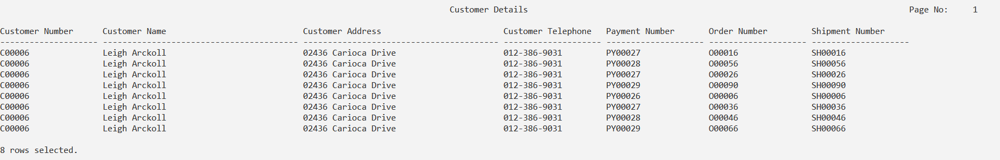 Customer Details Page No: 1
Customer Number Customer Name Customer Address Customer Telephone Payment Number Order Number Shipment Number
-------------------- ---------------------------------------- ---------------------------------------- -------------------- -------------------- -------------------- --------------------
C00006 Leigh Arckoll 02436 Carioca Drive 012-386-9031 PY00027 O00016 SH00016
C00006 Leigh Arckoll 02436 Carioca Drive 012-386-9031 PY00028 O00056 SH00056
C00006 Leigh Arckoll 02436 Carioca Drive 012-386-9031 PY00027 O00026 SH00026
C00006 Leigh Arckoll 02436 Carioca Drive 012-386-9031 PY00029 O00090 SH00090
C00006 Leigh Arckoll 02436 Carioca Drive 012-386-9031 PY00026 O00006 SH00006
C00006 Leigh Arckoll 02436 Carioca Drive 012-386-9031 PY00027 O00036 SH00036
C00006 Leigh Arckoll 02436 Carioca Drive 012-386-9031 PY00028 O00046 SH00046
C00006 Leigh Arckoll 02436 Carioca Drive 012-386-9031 PY00029 O00066 SH00066
8 rows selected.